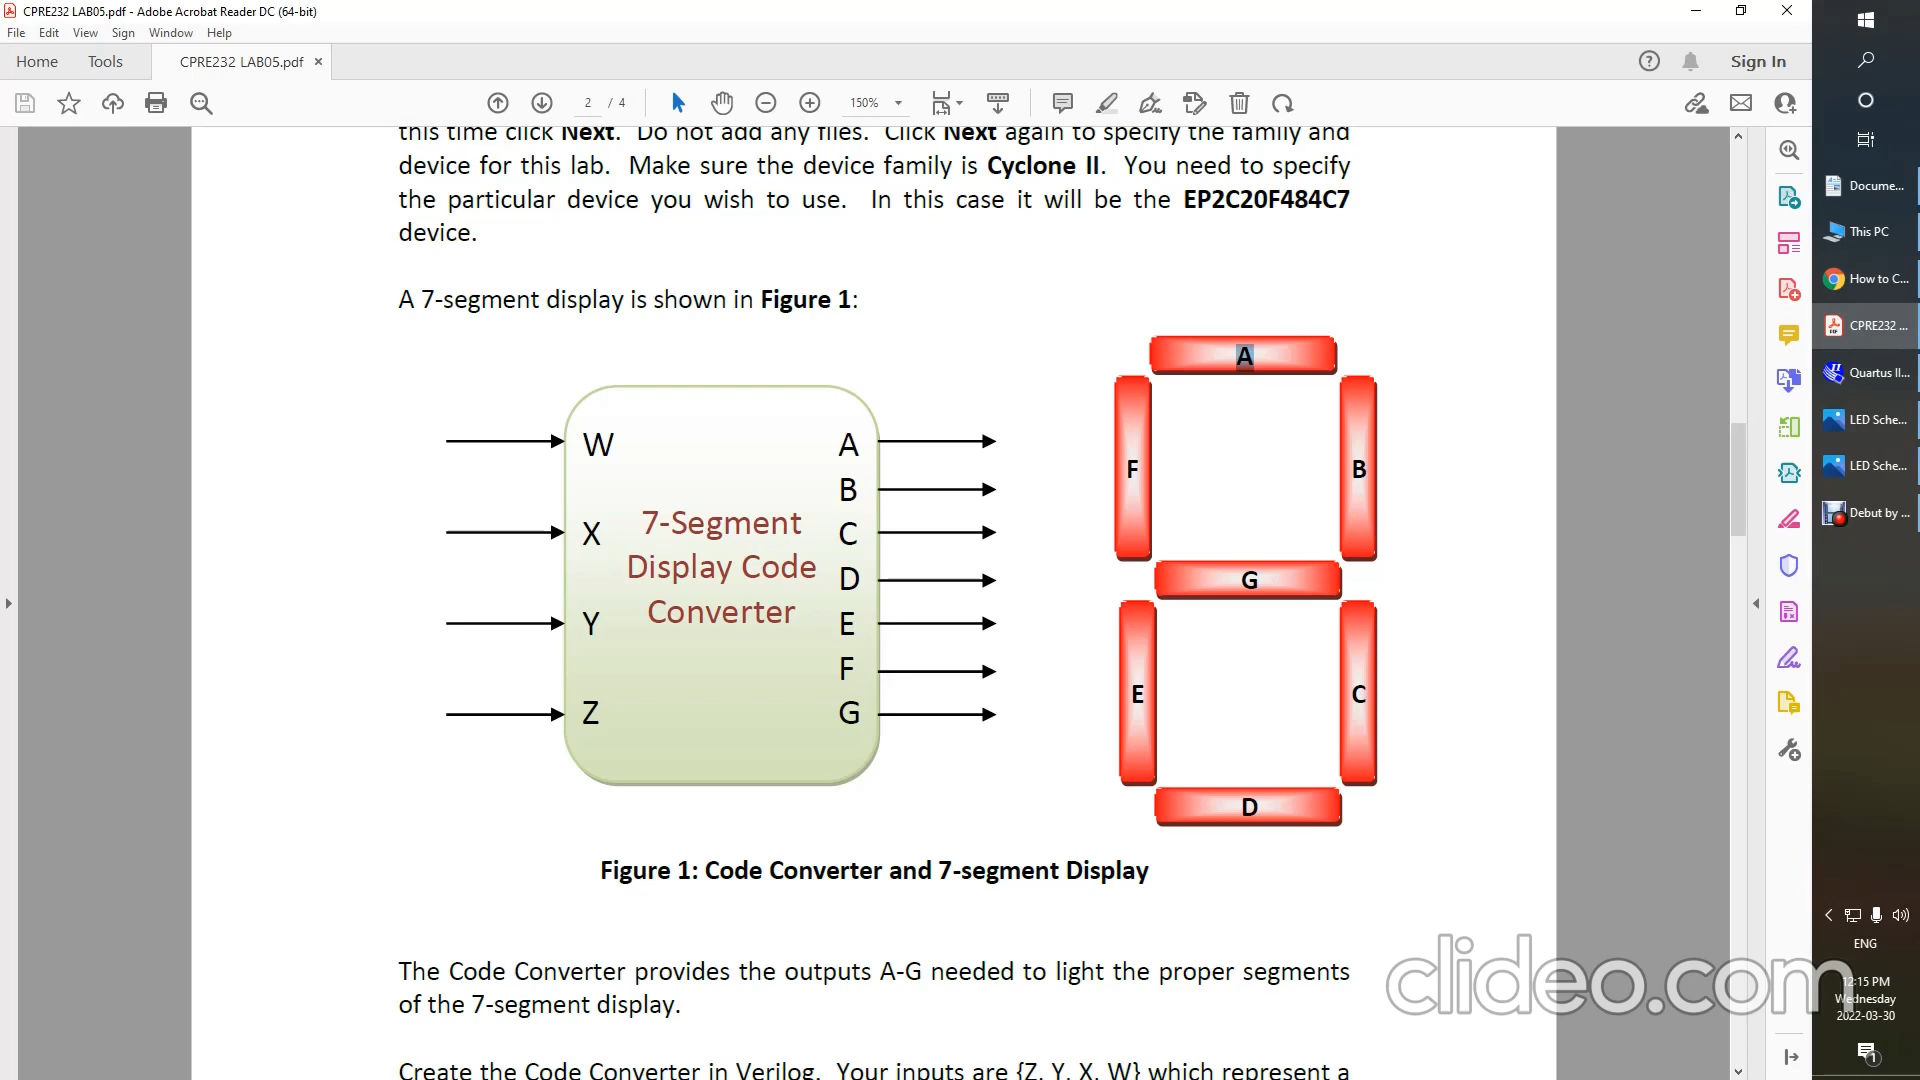 CPRE232 LAB05.pdf - Adobe Acrobat Reader DC (64-bit)
File Edit View Sign Window Help
Home Tools CPRE232 LAB05.pdf × Sign In
2 / 4 150%
this time click Next. Do not add any files. Click Next again to specify the family and
device for this lab. Make sure the device family is Cyclone II. You need to specify
the particular device you wish to use. In this case it will be the EP2C20F484C7
device.
A 7-segment display is shown in Figure 1:
W
X
Y
Z
7-Segment
Display Code
Converter
A
B
C
D
E
F
G
A
F
B
G
E
C
D
Figure 1: Code Converter and 7-segment Display
The Code Converter provides the outputs A-G needed to light the proper segments
of the 7-segment display.
Create the Code Converter in Verilog. Your inputs are {Z, Y, X, W} which represent a
Docume...
This PC
How to C...
CPRE232 ...
Quartus II...
LED Sche...
LED Sche...
Debut by ...
ENG
12:15 PM
Wednesday
2022-03-30
1
clideo.com